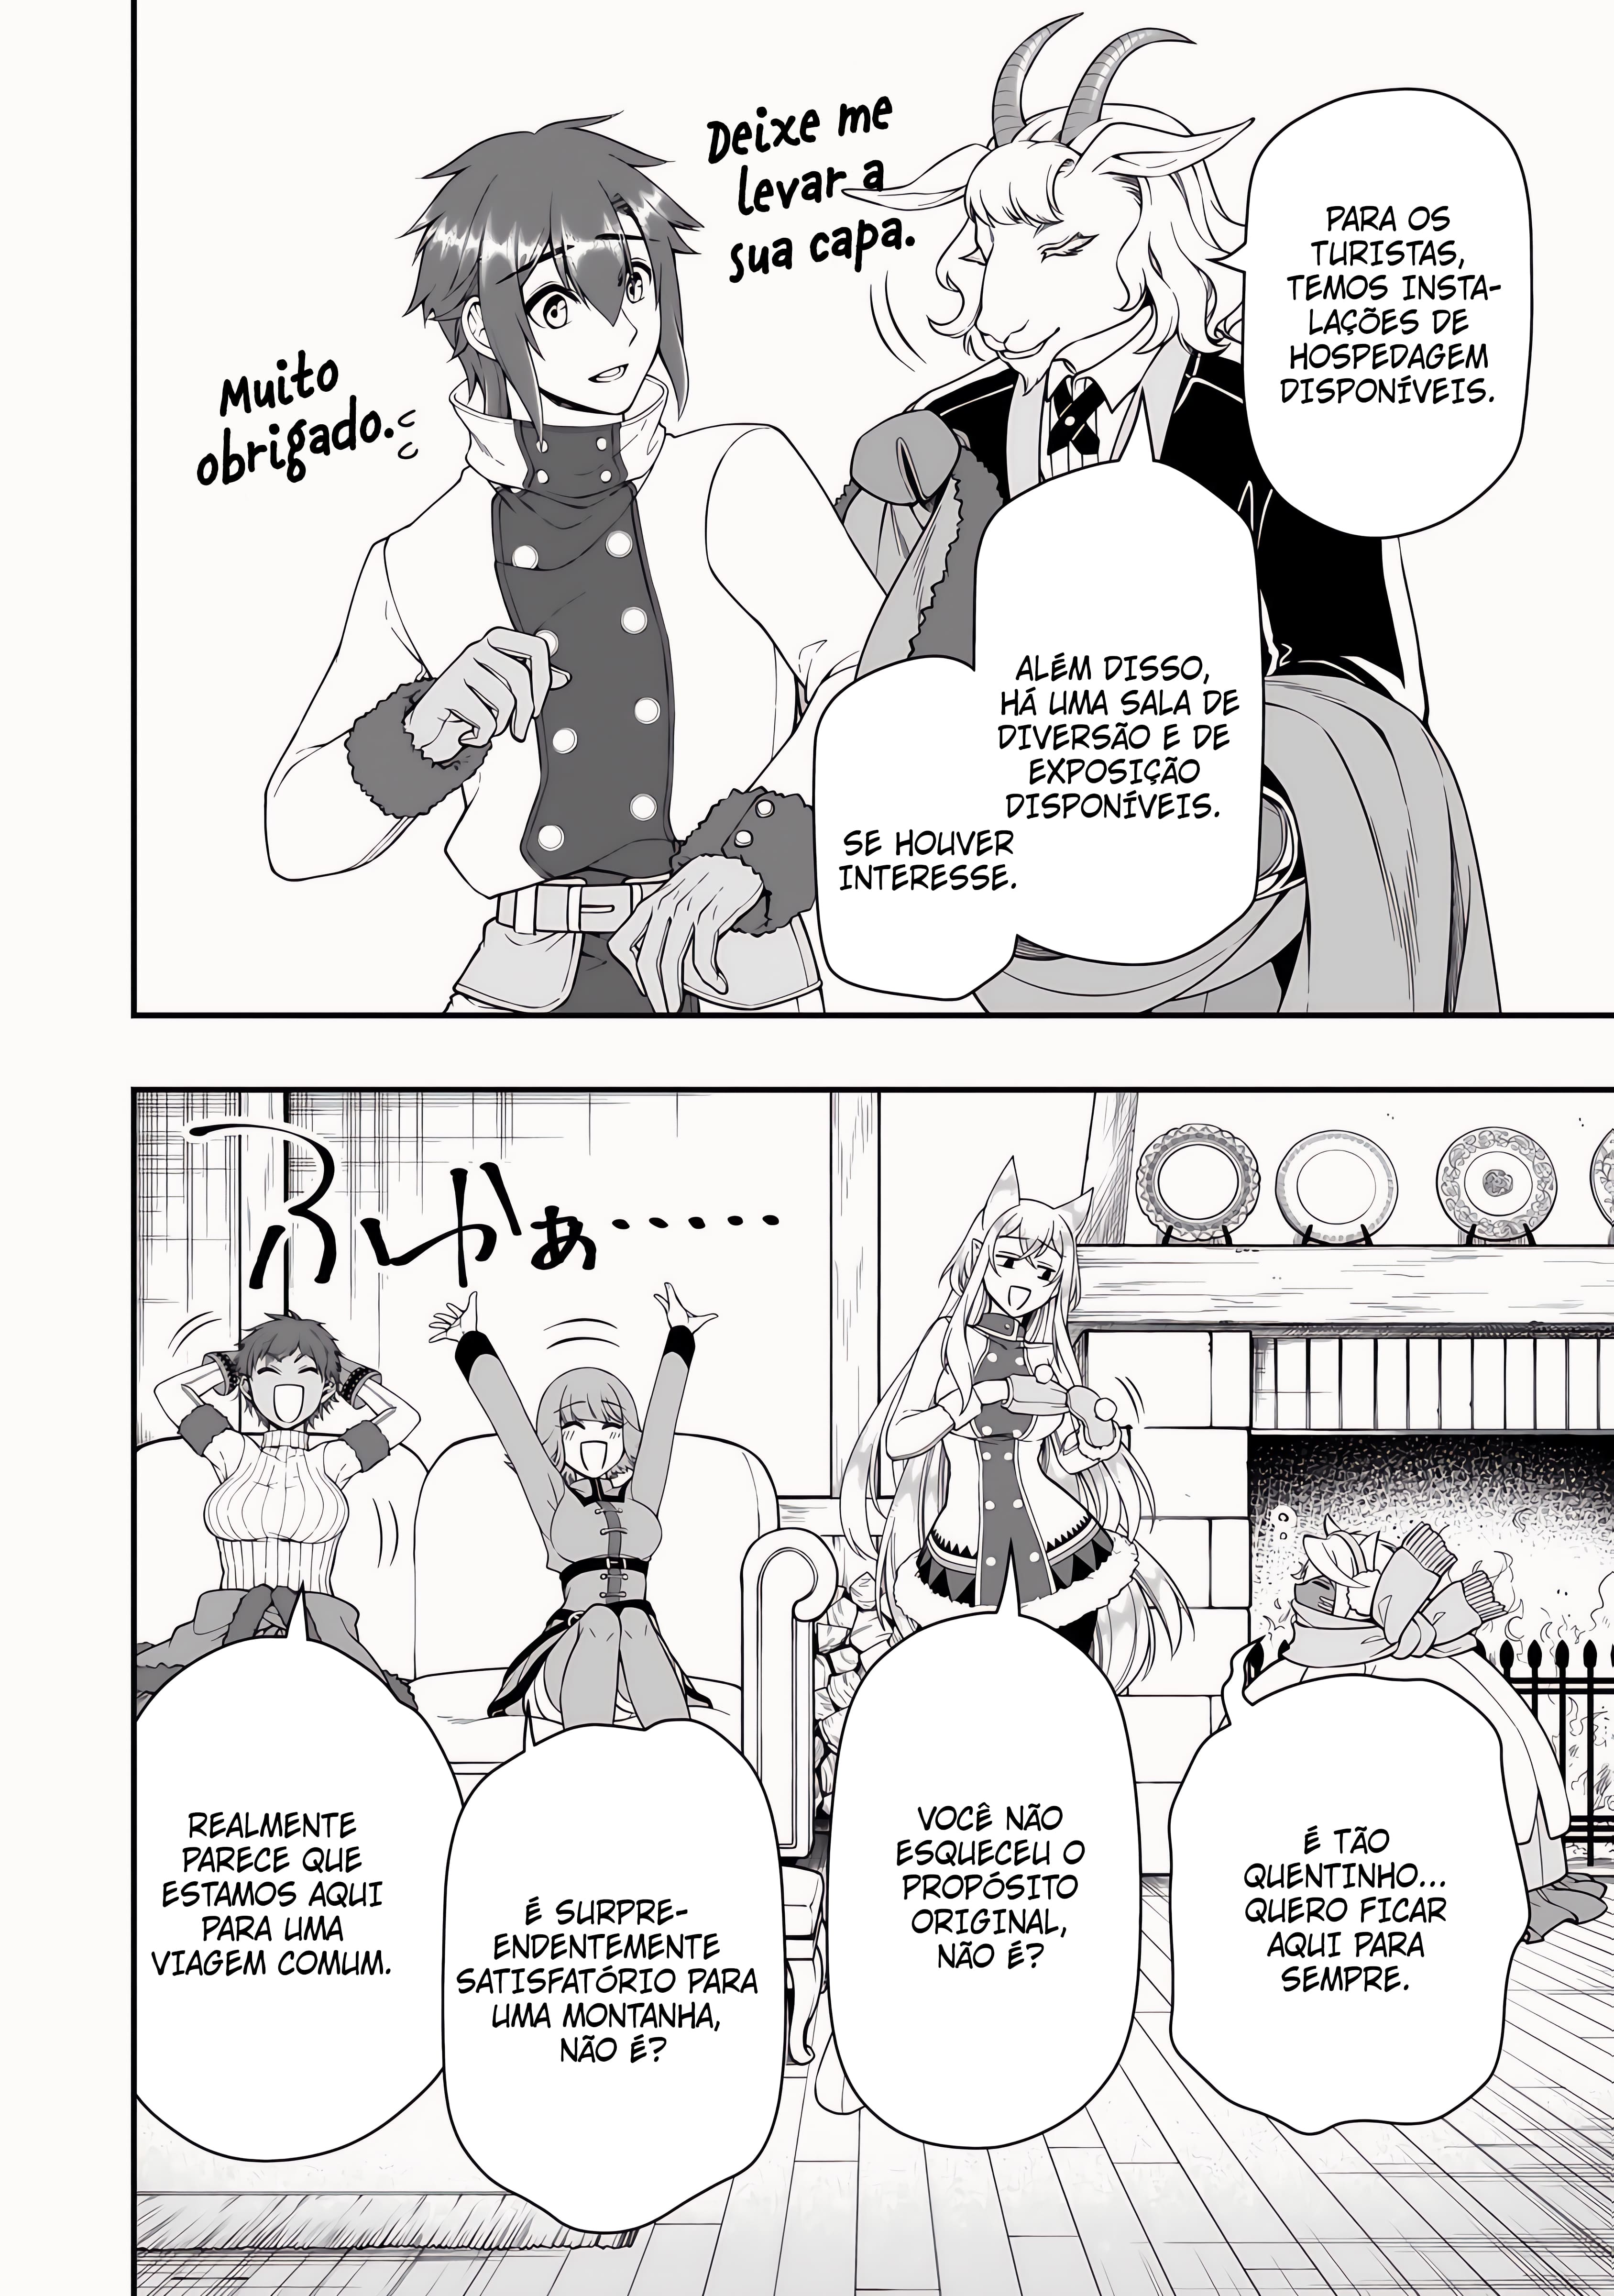 PARA OS
TURISTAS,
TEMOS INSTA-
LAÇÕES DE
HOSPEDAGEM
DISPONÍVEIS.
Deixe me
levar a
sua capa.
Muito
obrigado.
ALÉM DISSO,
HÁ UMA SALA DE
DIVERSÃO E DE
EXPOSIÇÃO
DISPONÍVEIS.
SE HOUVER
INTERESSE.
ふゆかぁ・・・・・
É TÃO
QUENTINHO...
QUERO FICAR
AQUI PARA
SEMPRE.
VOCÊ NÃO
ESQUECEU O
PROPÓSITO
ORIGINAL,
NÃO É?
É SURPRE-
ENDENTEMENTE
SATISFATÓRIO PARA
UMA MONTANHA,
NÃO É?
REALMENTE
PARECE QUE
ESTAMOS AQUI
PARA UMA
VIAGEM COMUM.